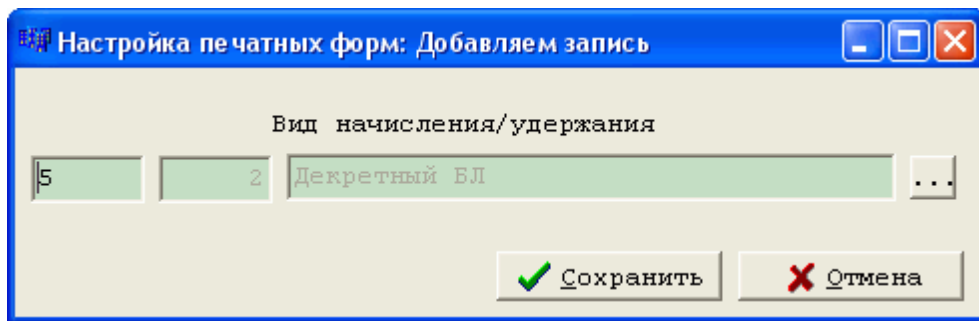 Настройка печатных форм: Добавляем запись
Вид начисления/удержания
5 2 Декретный БЛ ...
Сохранить Отмена